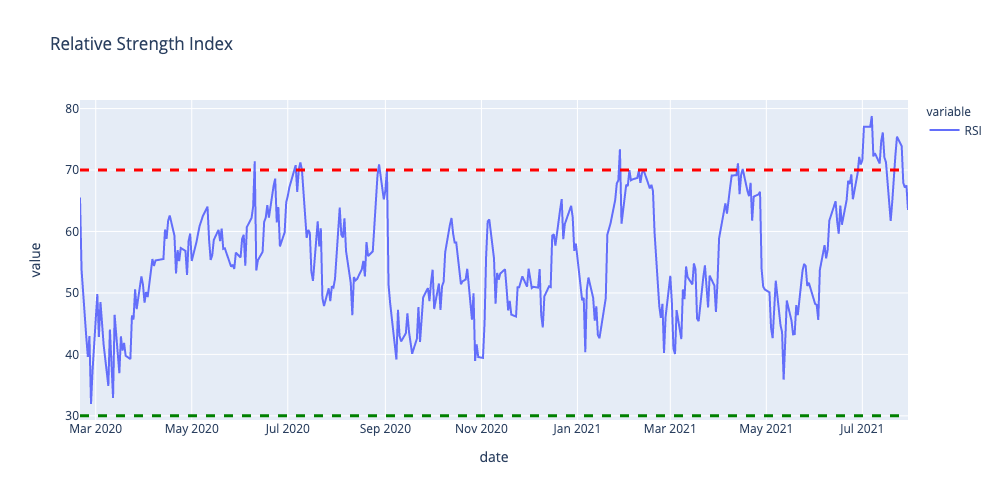 Relative Strength Index
variable
RSI
value
80
70
60
50
40
30
Mar 2020
May 2020
Jul 2020
Sep 2020
Nov 2020
Jan 2021
Mar 2021
May 2021
Jul 2021
date